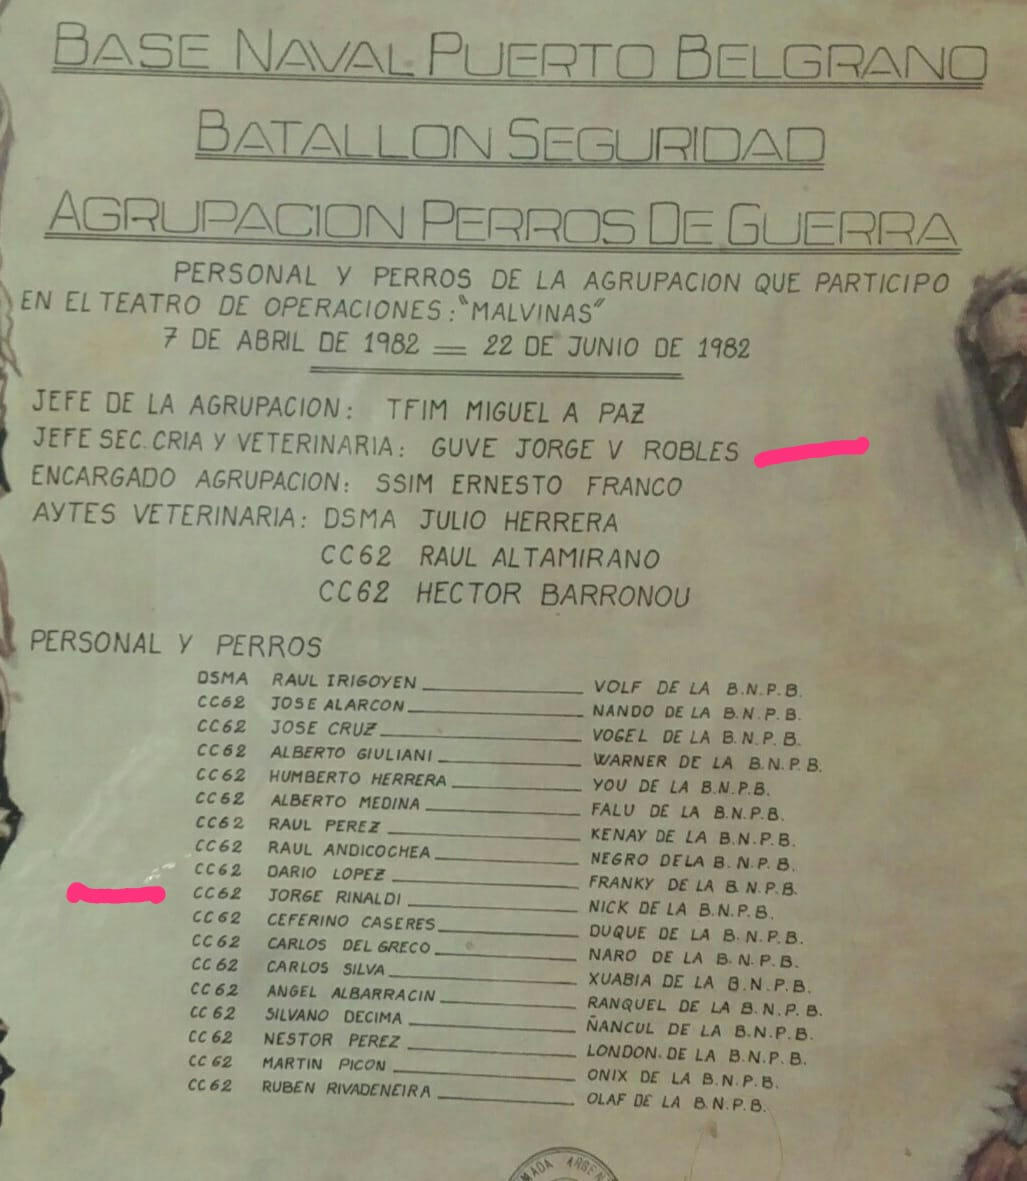 BASE NAVAL PUERTO BELGRANO
BATALLON SEGURIDAD
AGRUPACION PERROS DE GUERRA
PERSONAL Y PERROS DE LA AGRUPACION QUE PARTICIPO
EN EL TEATRO DE OPERACIONES: "MALVINAS"
7 DE ABRIL DE 1982 = 22 DE JUNIO DE 1982
JEFE DE LA AGRUPACION: TFIM MIGUEL A PAZ
JEFE SEC. CRIA Y VETERINARIA: GUVE JORGE V ROBLES
ENCARGADO AGRUPACION: SSIM ERNESTO FRANCO
AYTES VETERINARIA: DSMA JULIO HERRERA
CC62 RAUL ALTAMIRANO
CC62 HECTOR BARRONOU
PERSONAL Y PERROS
DSMA RAUL IRIGOYEN VOLF DE LA B.N.P.B.
CC62 JOSE ALARCON NANDO DE LA B.N.P.B.
CC62 JOSE CRUZ VOGEL DE LA B.N.P.B.
CC62 ALBERTO GIULIANI WARNER DE LA B.N.P.B.
CC62 HUMBERTO HERRERA YOU DE LA B.N.P.B.
CC62 ALBERTO MEDINA FALU DE LA B.N.P.B.
CC62 RAUL PEREZ KENAY DE LA B.N.P.B.
CC62 RAUL ANDICOCHEA NEGRO DE LA B.N.P.B.
CC62 DARIO LOPEZ FRANKY DE LA B.N.P.B.
CC62 JORGE RINALDI NICK DE LA B.N.P.B.
CC62 CEFERINO CASERES DUQUE DE LA B.N.P.B.
CC62 CARLOS DEL GRECO NARO DE LA B.N.P.B.
CC62 CARLOS SILVA XUABIA DE LA B.N.P.B.
CC62 ANGEL ALBARRACIN RANQUEL DE LA B.N.P.B.
CC62 SILVANO DECIMA ÑANCUL DE LA B.N.P.B.
CC62 NESTOR PEREZ LONDON. DE LA B.N.P.B.
CC62 MARTIN PICON ONIX DE LA B.N.P.B.
CC62 RUBEN RIVADENEIRA OLAF DE LA B.N.P.B.